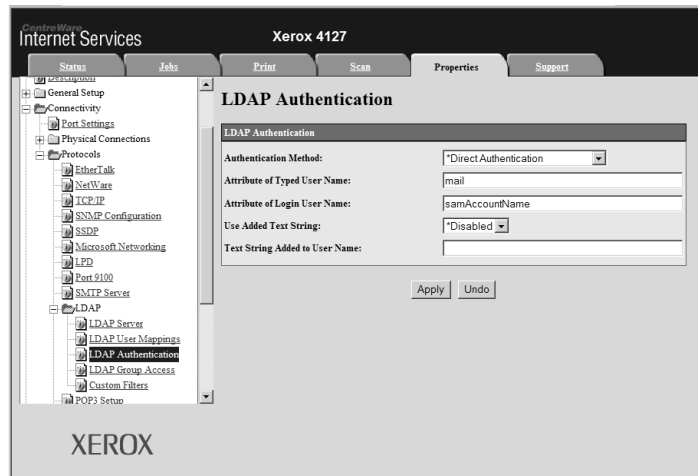 CentreWare
Internet Services
Xerox 4127
Status Jobs Print Scan Properties Support
Description
General Setup
Connectivity
Port Settings
Physical Connections
Protocols
EtherTalk
NetWare
TCP/IP
SNMP Configuration
SSDP
Microsoft Networking
LPD
Port 9100
SMTP Server
LDAP
LDAP Server
LDAP User Mappings
LDAP Authentication
LDAP Group Access
Custom Filters
POP3 Setup
LDAP Authentication
LDAP Authentication
Authentication Method: *Direct Authentication
Attribute of Typed User Name: mail
Attribute of Login User Name: samAccountName
Use Added Text String: *Disabled
Text String Added to User Name:
Apply Undo
XEROX